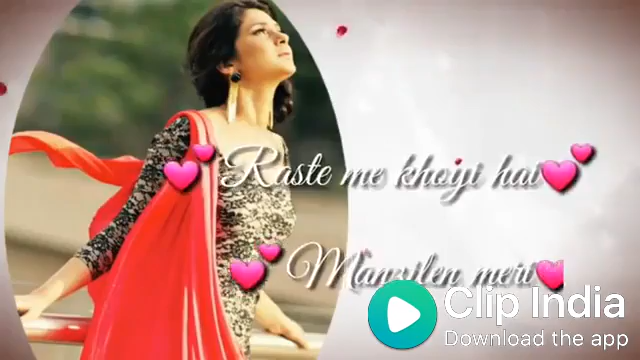 Raste me khoyi hai
Manzilen meri
Clip India
Download the app